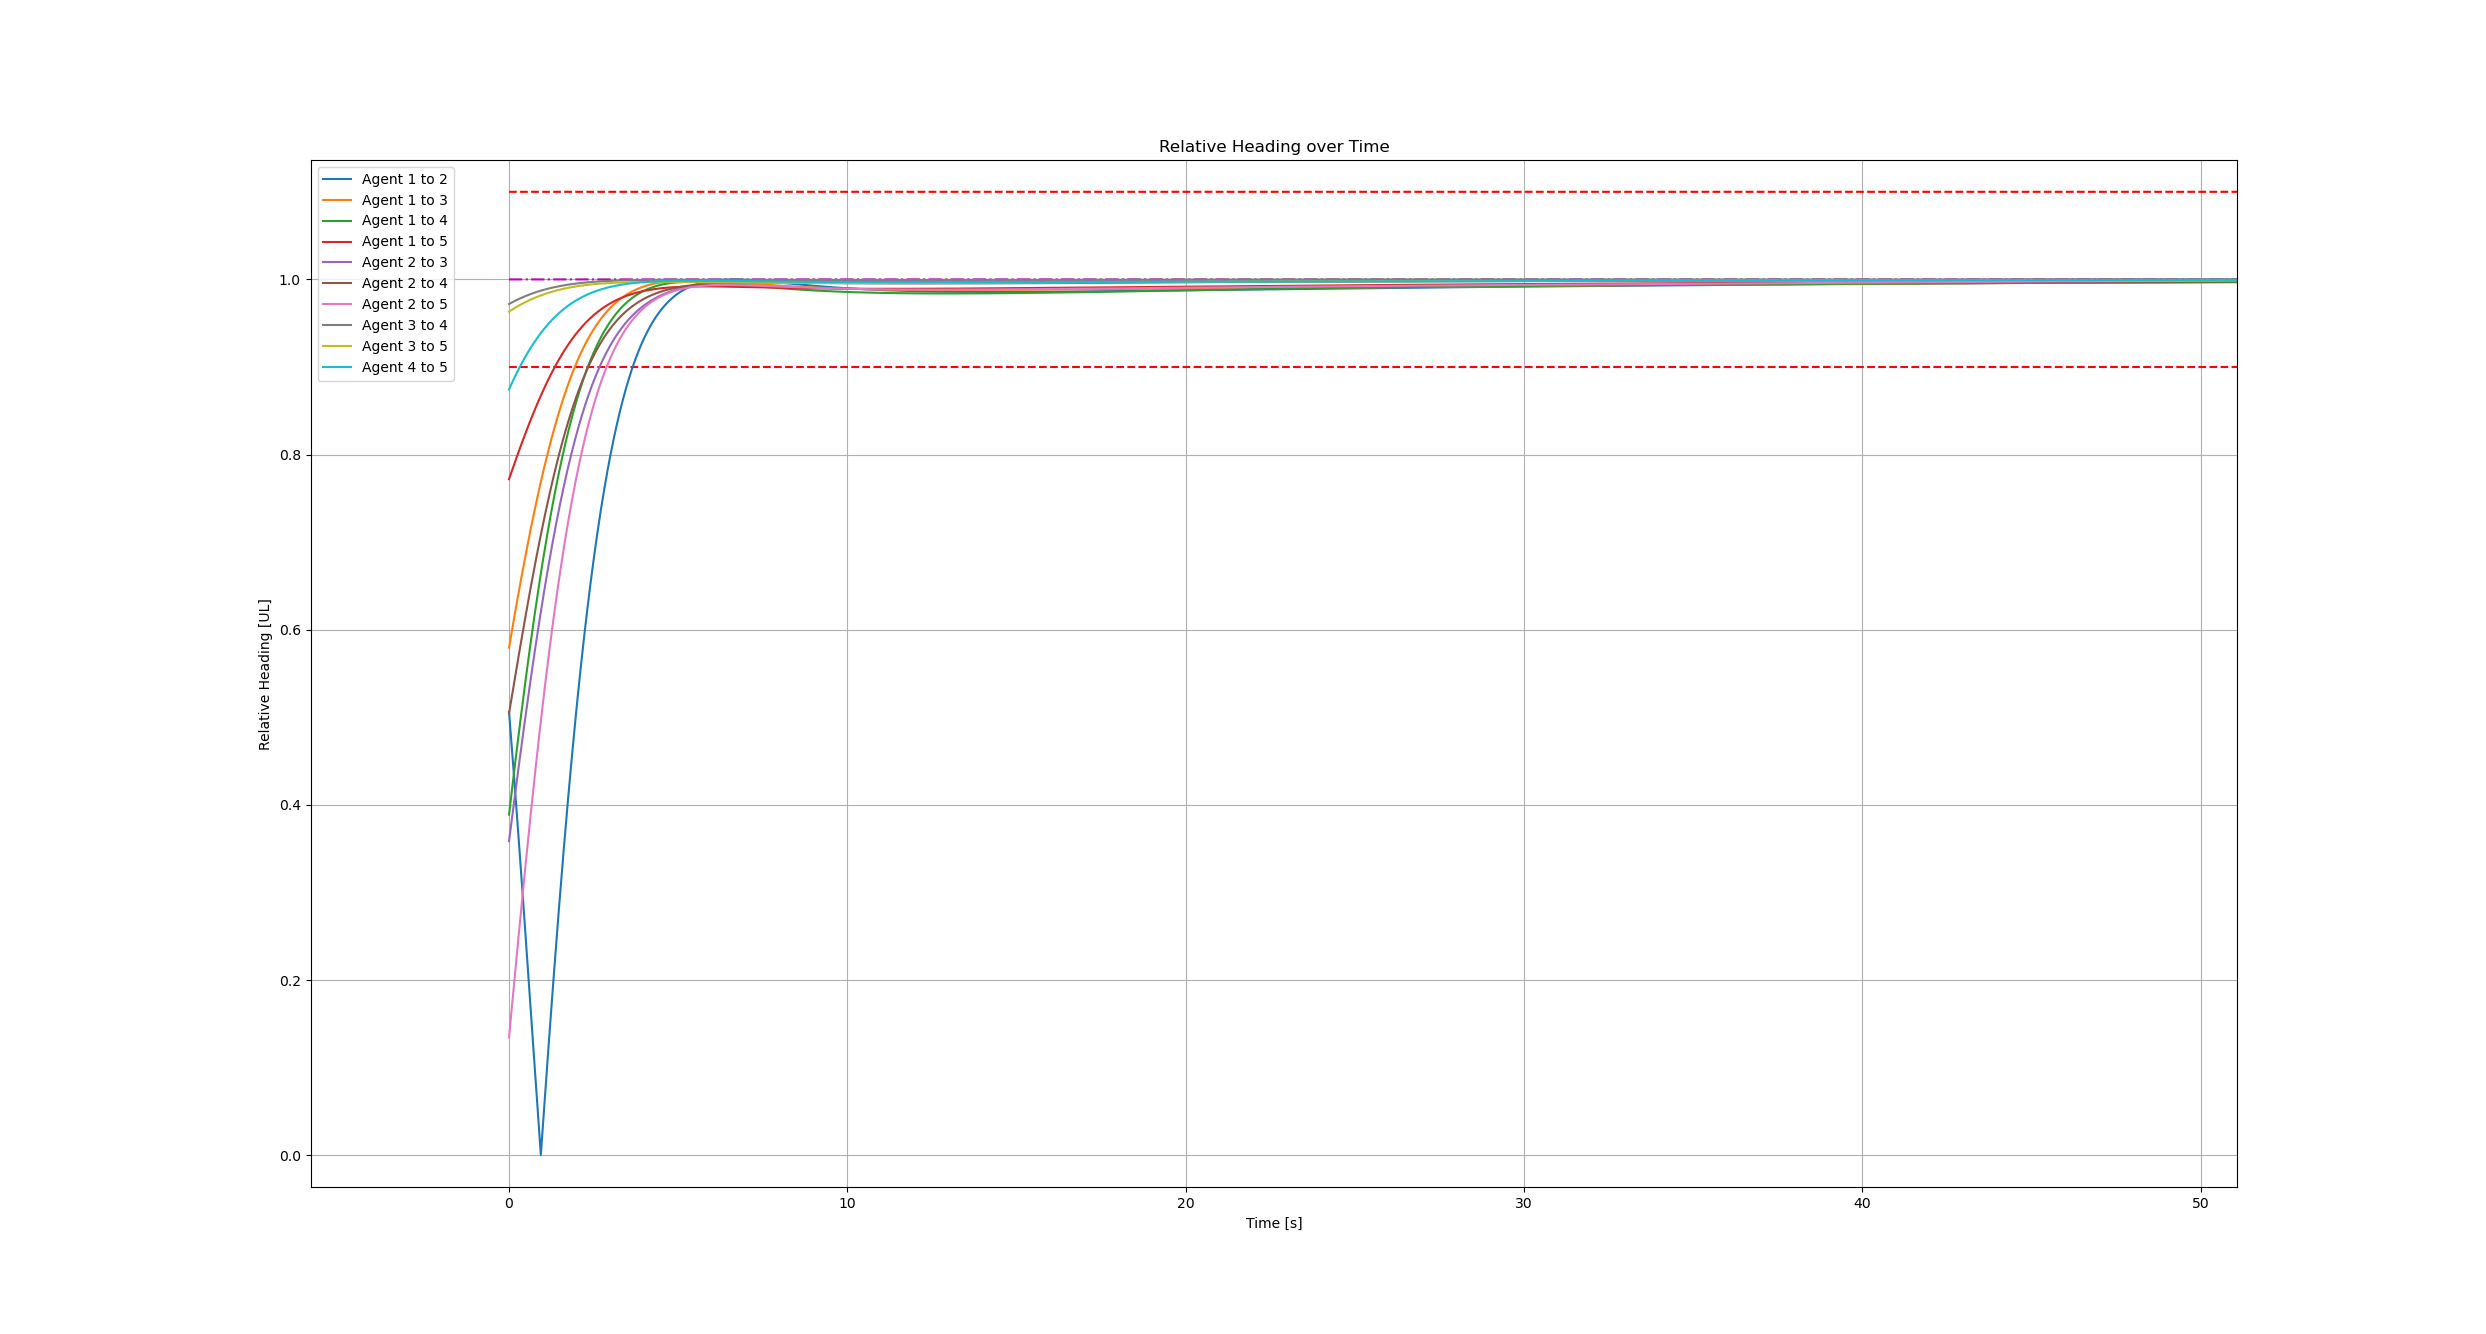 Relative Heading over Time
Agent 1 to 2
Agent 1 to 3
Agent 1 to 4
Agent 1 to 5
Agent 2 to 3
Agent 2 to 4
Agent 2 to 5
Agent 3 to 4
Agent 3 to 5
Agent 4 to 5
1.0
0.8
0.6
0.4
0.2
0.0
Relative Heading [UL]
0 10 20 30 40 50
Time [s]